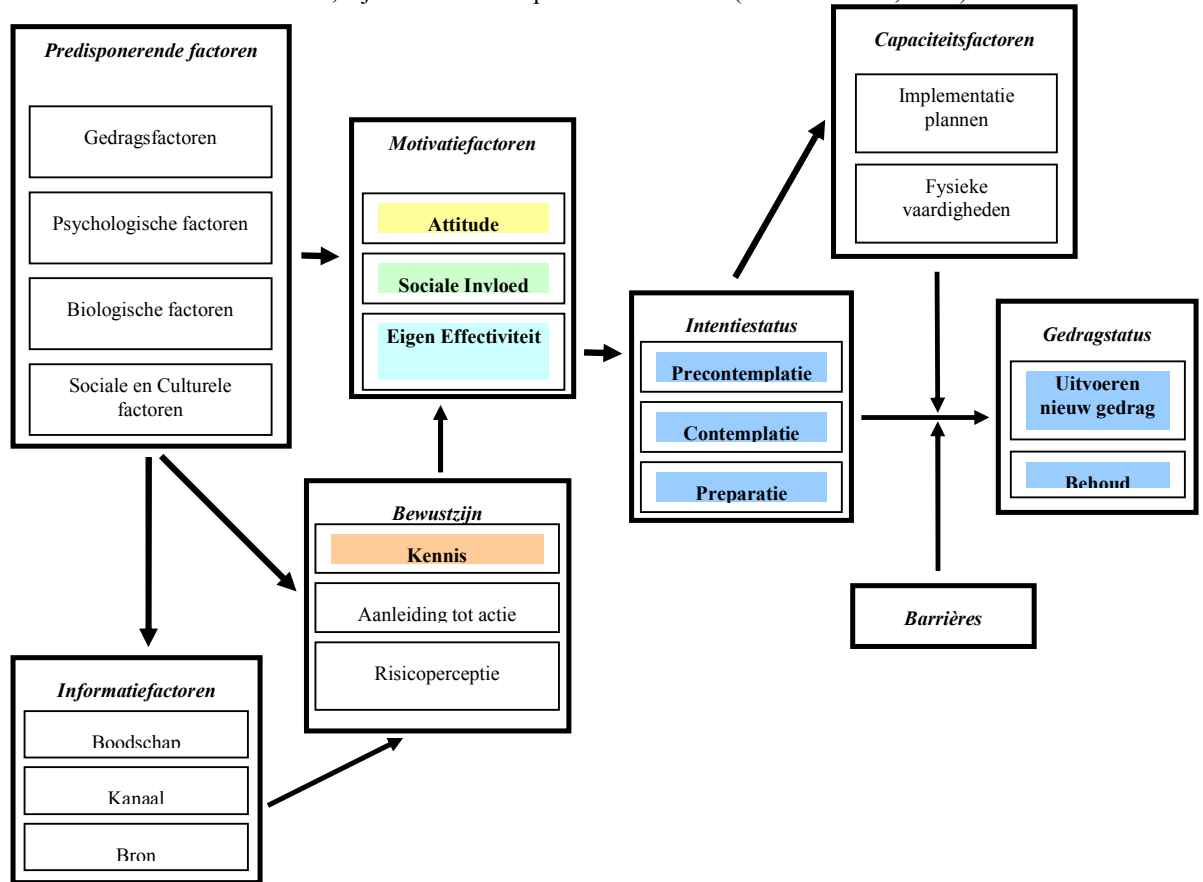 Predisponerende factoren
Gedragsfactoren
Psychologische factoren
Biologische factoren
Sociale en Culturele
factoren
Informatiefactoren
Boodschap
Kanaal
Bron
Motivatiefactoren
Attitude
Sociale Invloed
Eigen Effectiviteit
Bewustzijn
Kennis
Aanleiding tot actie
Risicoperceptie
Intentiestatus
Precontemplatie
Contemplatie
Preparatie
Capaciteitsfactoren
Implementatie
plannen
Fysieke
vaardigheden
Barrières
Gedragstatus
Uitvoeren
nieuw gedrag
Behoud